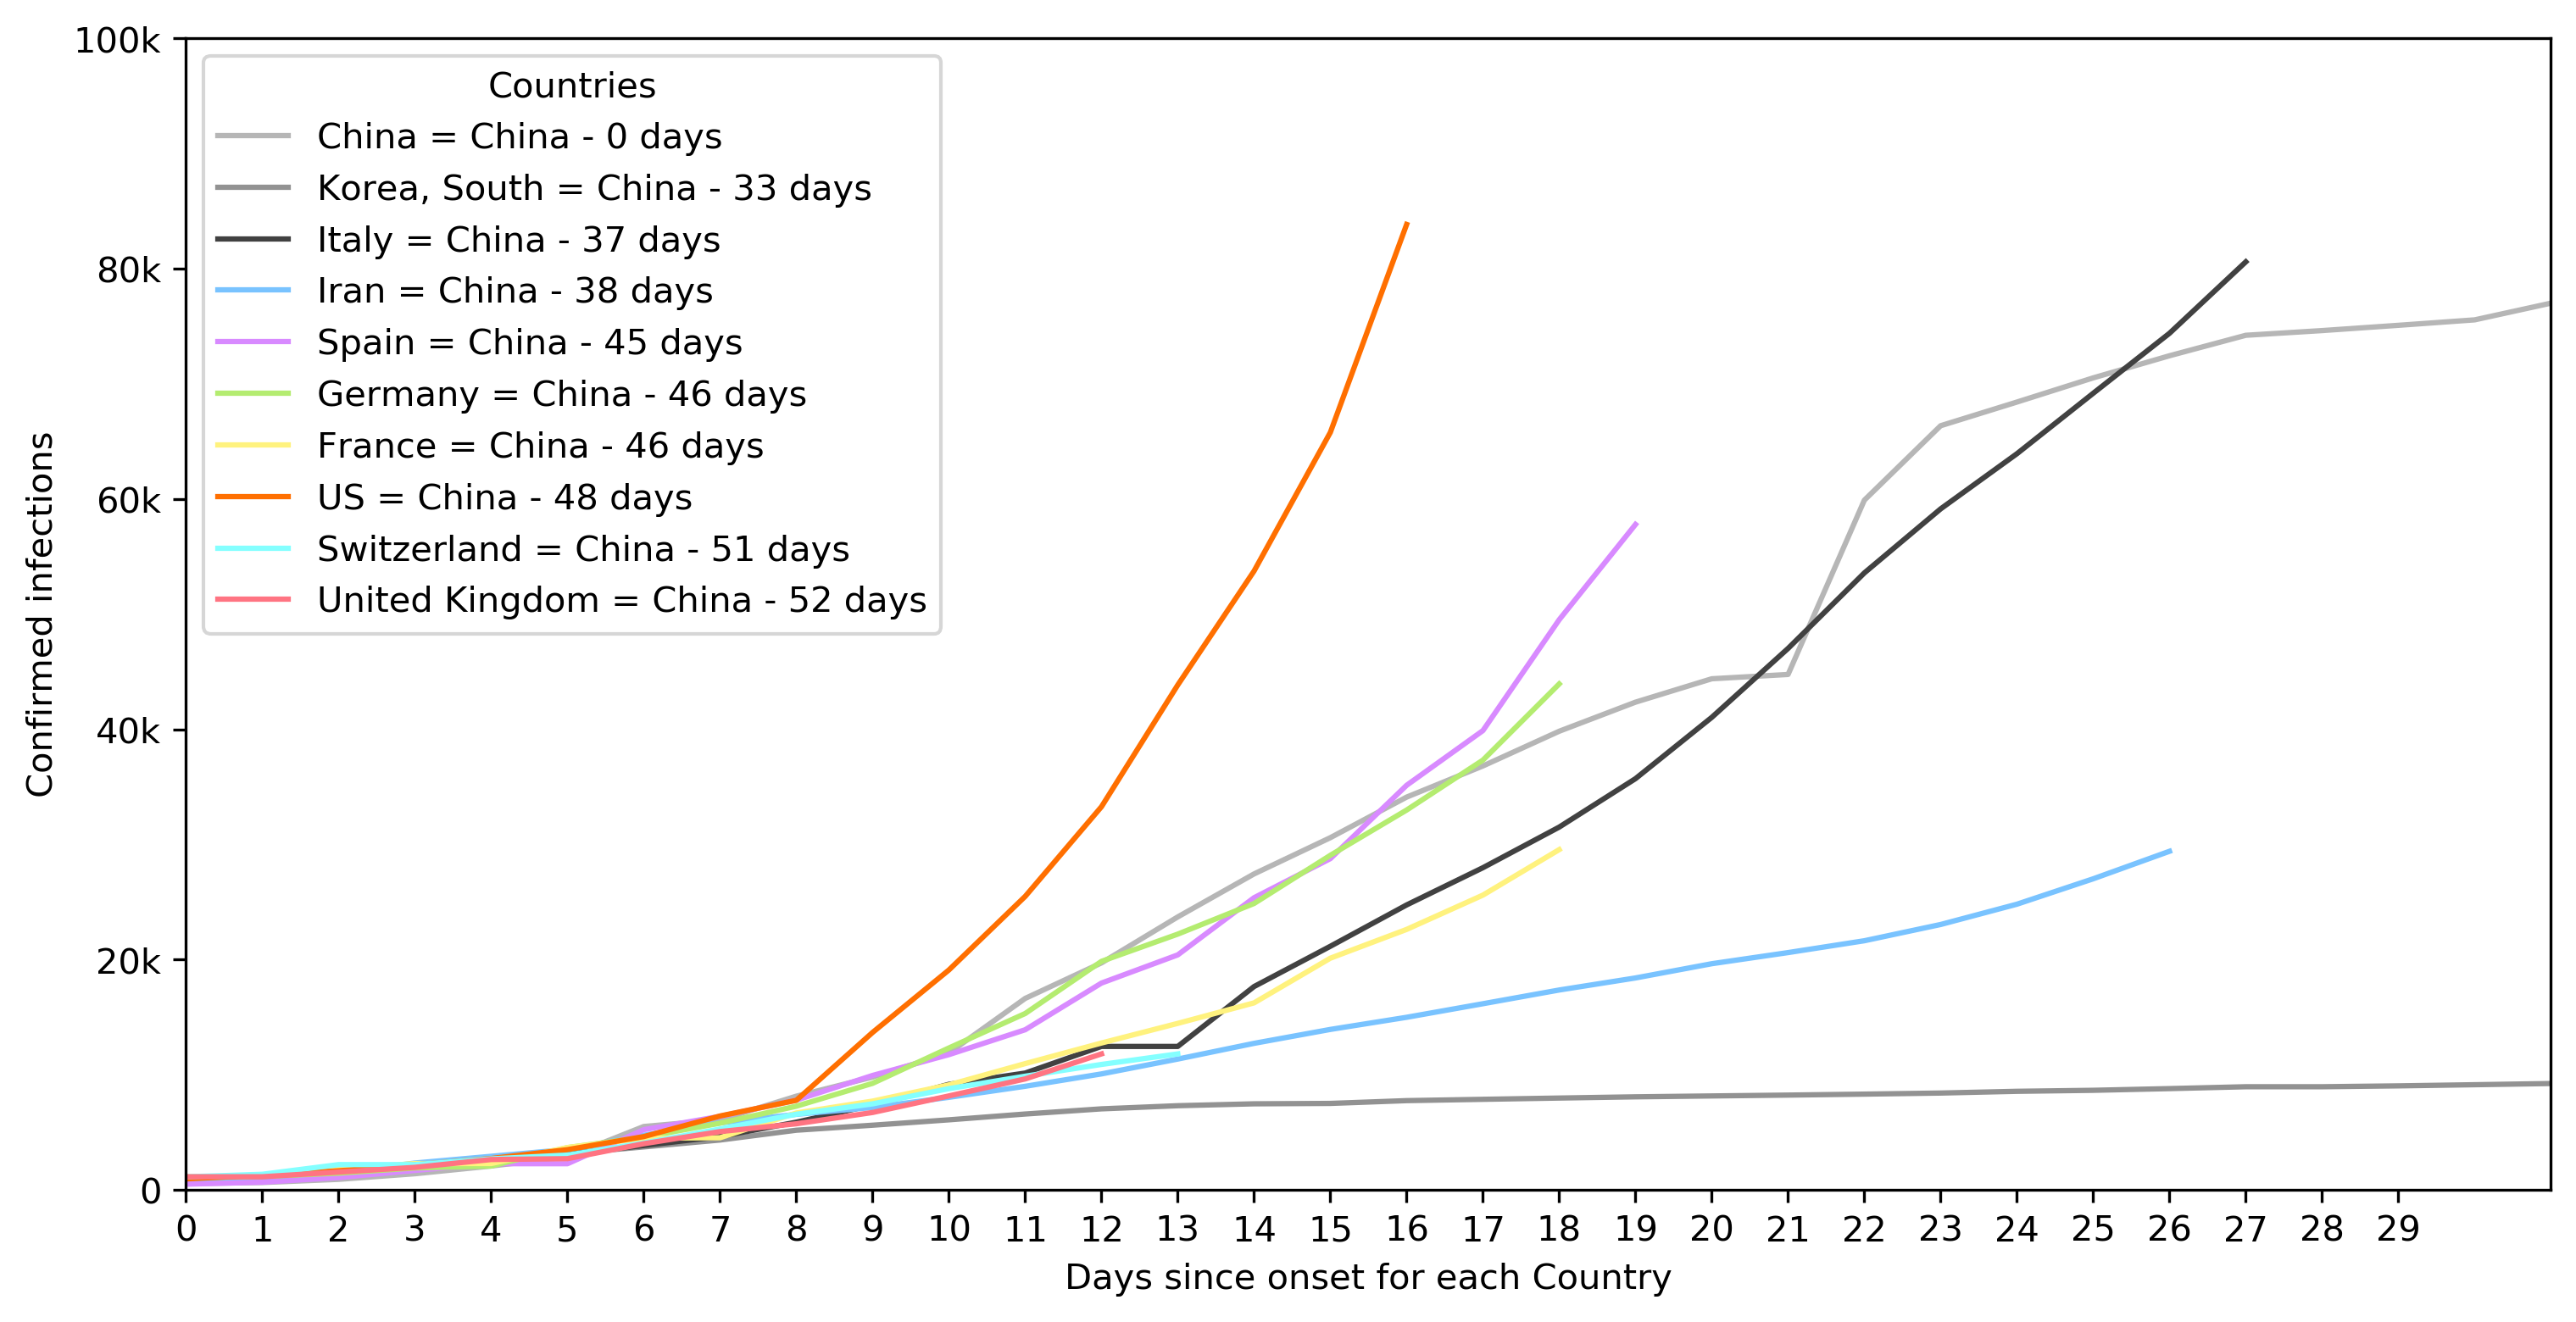 100k
80k
60k
40k
20k
0
Confirmed infections
Countries
China = China - 0 days
Korea, South = China - 33 days
Italy = China - 37 days
Iran = China - 38 days
Spain = China - 45 days
Germany = China - 46 days
France = China - 46 days
US = China - 48 days
Switzerland = China - 51 days
United Kingdom = China - 52 days
0 1 2 3 4 5 6 7 8 9 10 11 12 13 14 15 16 17 18 19 20 21 22 23 24 25 26 27 28 29
Days since onset for each Country